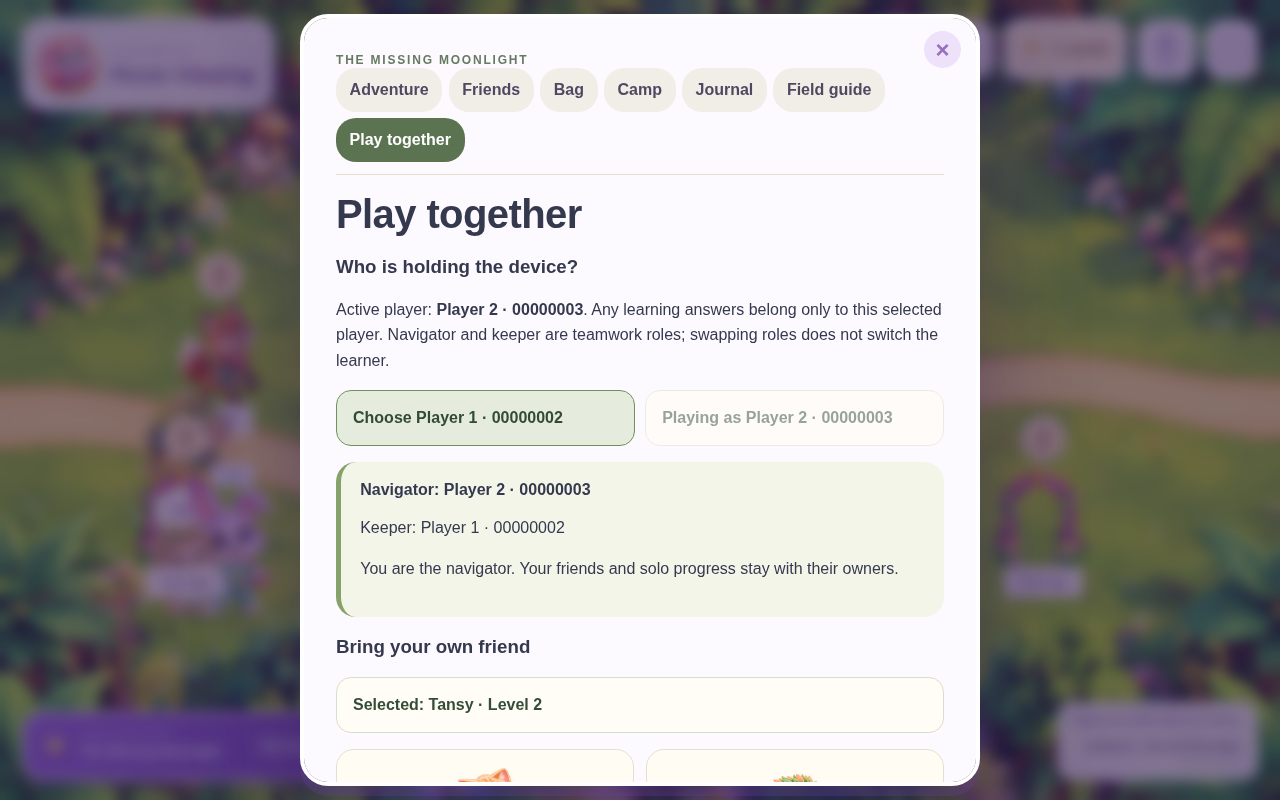 THE MISSING MOONLIGHT
Adventure
Friends
Bag
Camp
Journal
Field guide
Play together
Play together
Who is holding the device?
Active player: Player 2 · 00000003. Any learning answers belong only to this selected
player. Navigator and keeper are teamwork roles; swapping roles does not switch the
learner.
Choose Player 1 · 00000002
Playing as Player 2 · 00000003
Navigator: Player 2 · 00000003
Keeper: Player 1 · 00000002
You are the navigator. Your friends and solo progress stay with their owners.
Bring your own friend
Selected: Tansy · Level 2